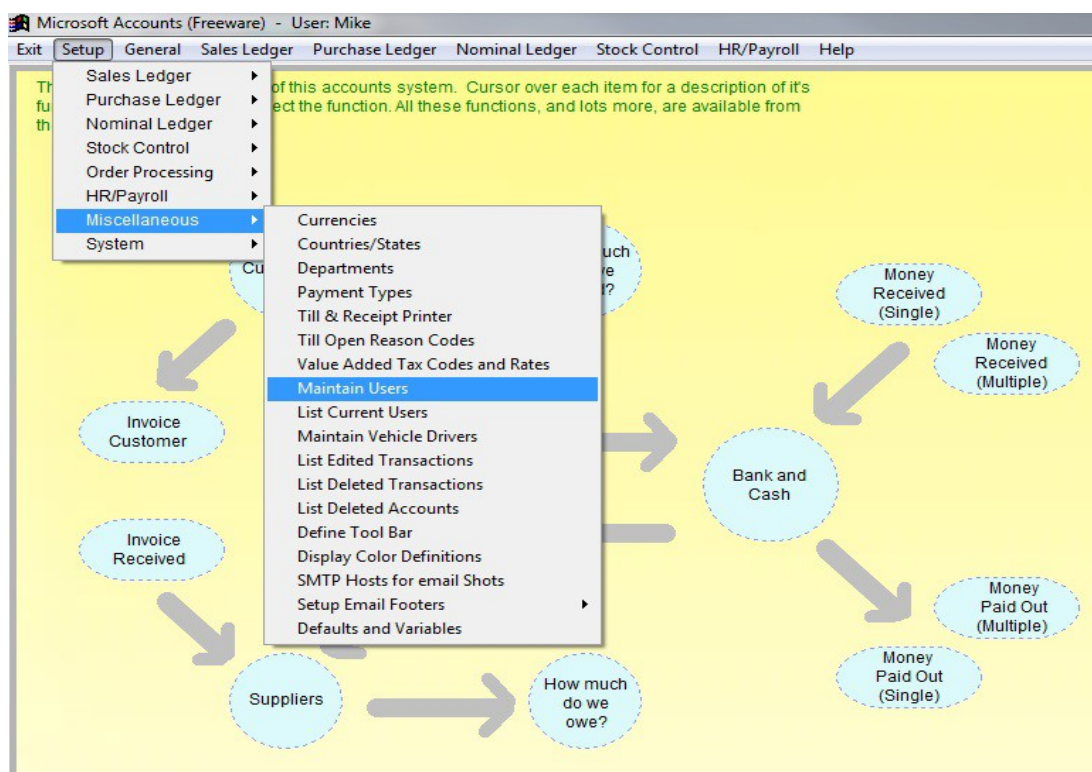 Microsoft Accounts (Freeware) - User: Mike
Exit Setup General Sales Ledger Purchase Ledger Nominal Ledger Stock Control HR/Payroll Help
of this accounts system. Cursor over each item for a description of it's
ect the function. All these functions, and lots more, are available from
Sales Ledger
Purchase Ledger
Nominal Ledger
Stock Control
Order Processing
HR/Payroll
Miscellaneous
System
Currencies
Countries/States
Departments
Payment Types
Till & Receipt Printer
Till Open Reason Codes
Value Added Tax Codes and Rates
Maintain Users
List Current Users
Maintain Vehicle Drivers
List Edited Transactions
List Deleted Transactions
List Deleted Accounts
Define Tool Bar
Display Color Definitions
SMTP Hosts for email Shots
Setup Email Footers
Defaults and Variables
Money
Received
(Single)
Money
Received
(Multiple)
Invoice
Customer
Bank and
Cash
Invoice
Received
Money
Paid Out
(Multiple)
Money
Paid Out
(Single)
Suppliers
How much
do we
owe?